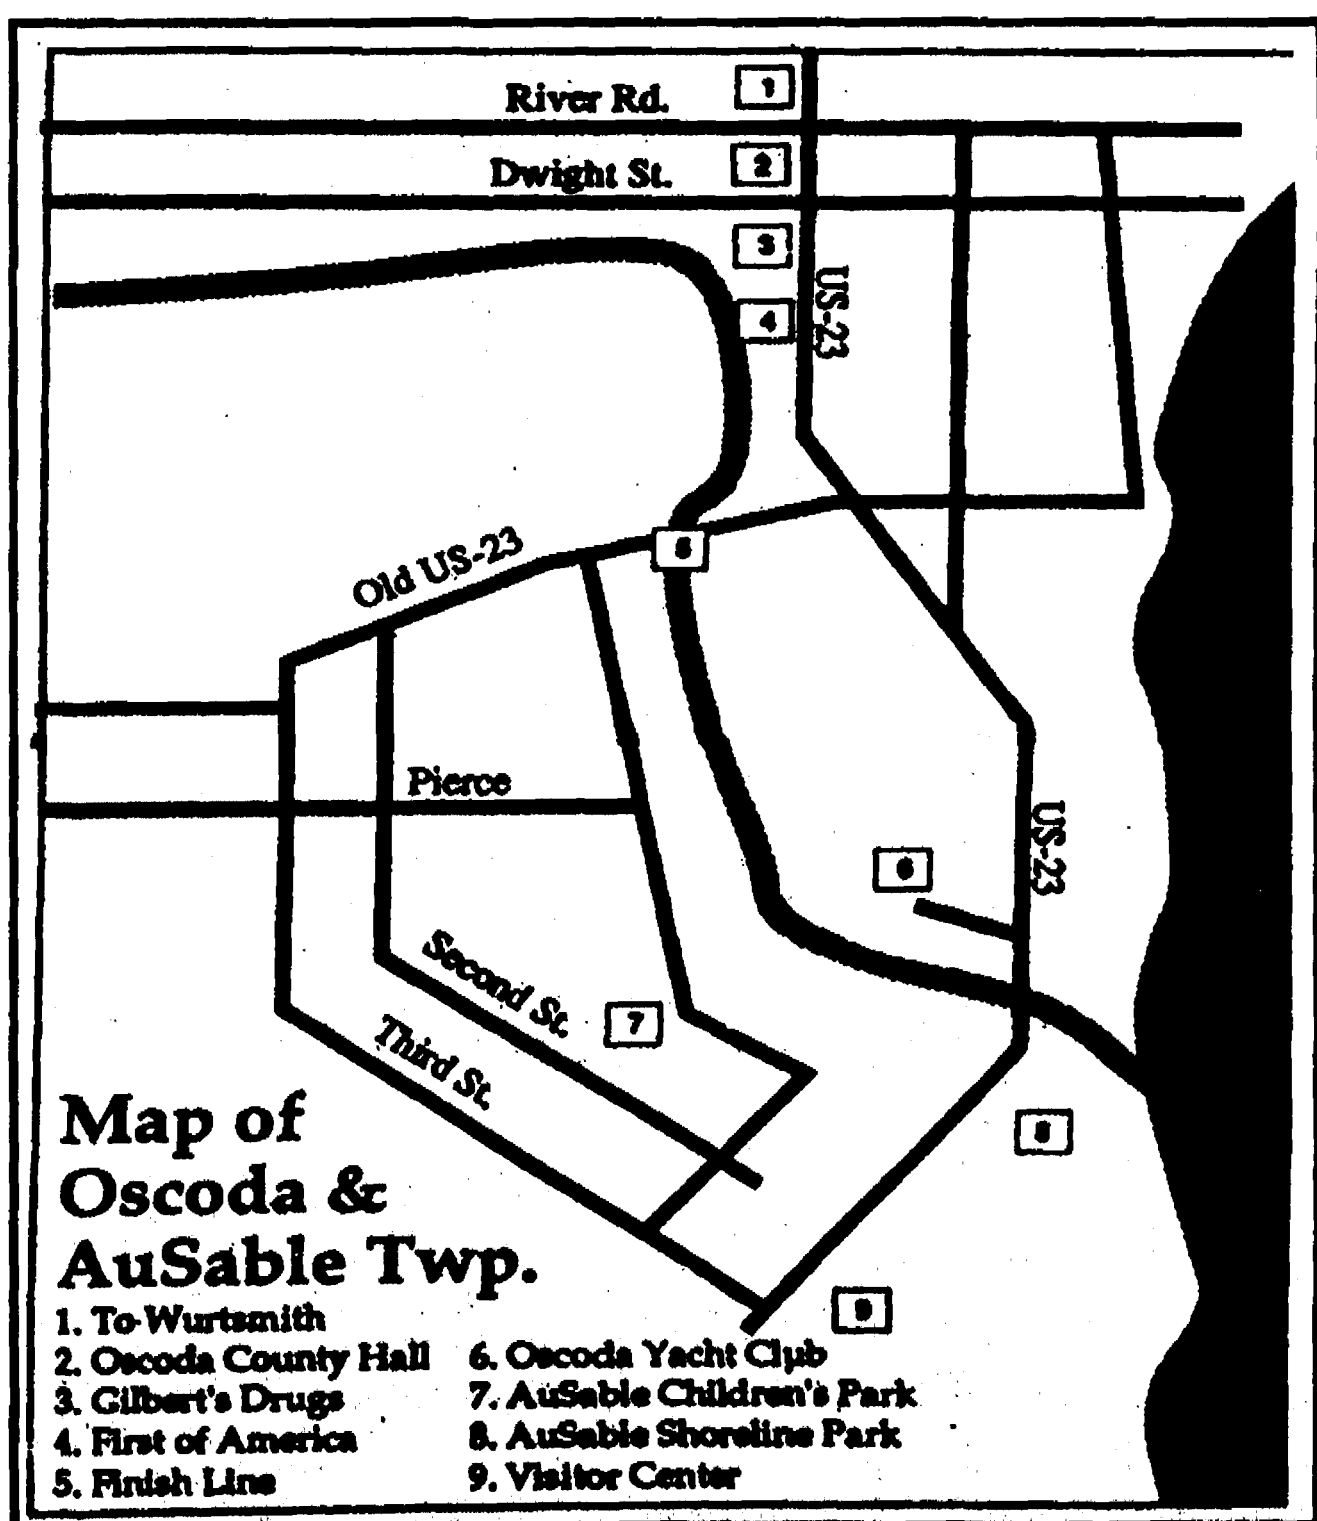 River Rd.
1
Dwight St.
2
3
4
US-23
Old US-23
5
Pierce
US-23
6
Second St.
7
Third St.
8
9
Map of
Oscoda &
AuSable Twp.
1. To Wurtsmith
2. Oscoda County Hall
3. Gilbert's Drugs
4. First of America
5. Finish Line
6. Oscoda Yacht Club
7. AuSable Children's Park
8. AuSable Shoreline Park
9. Visitor Center